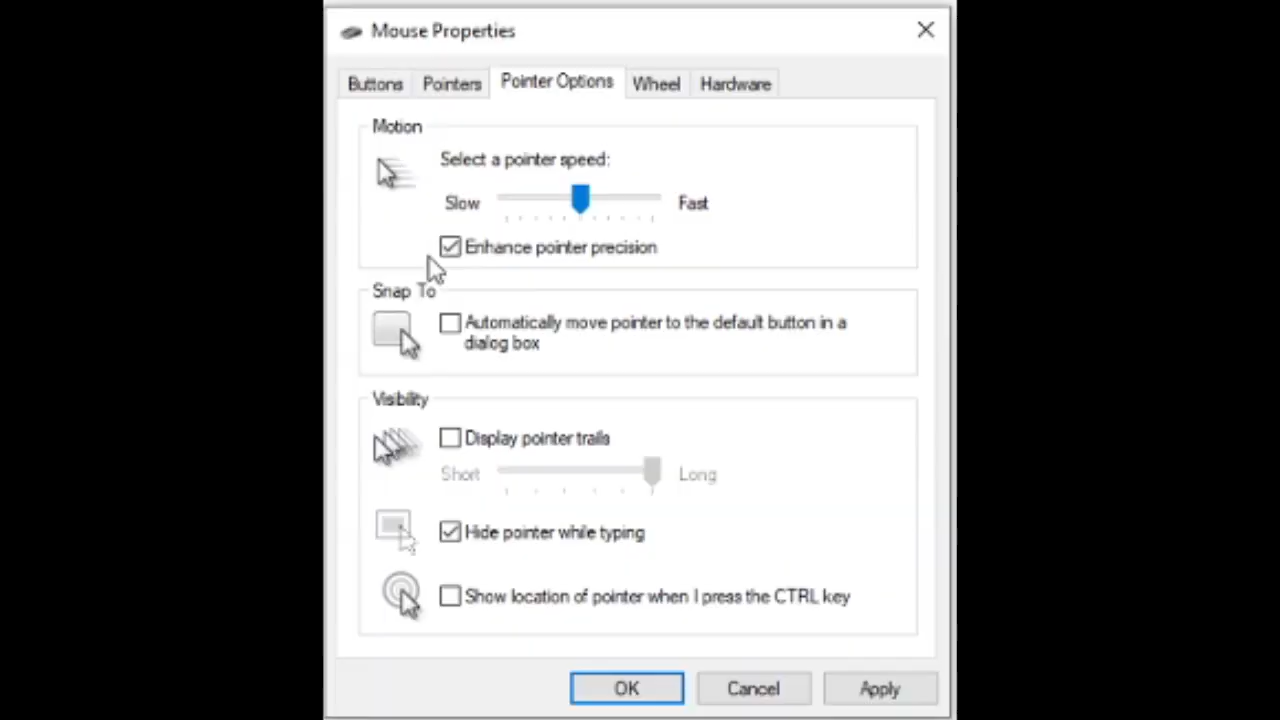 Mouse Properties
Buttons Pointers Pointer Options Wheel Hardware
Motion
Select a pointer speed:
Slow Fast
Enhance pointer precision
Snap To
Automatically move pointer to the default button in a
dialog box
Visibility
Display pointer trails
Short Long
Hide pointer while typing
Show location of pointer when I press the CTRL key
OK Cancel Apply